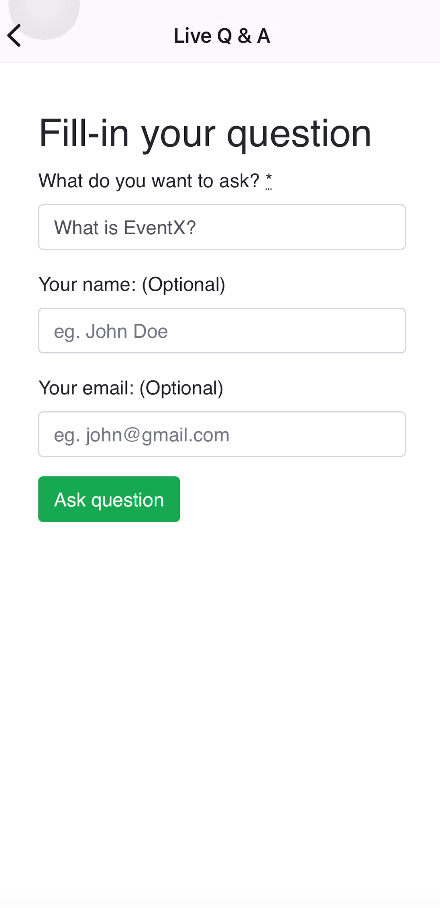 Live Q & A
Fill-in your question
What do you want to ask? *
What is EventX?
Your name: (Optional)
eg. John Doe
Your email: (Optional)
eg. john@gmail.com
Ask question